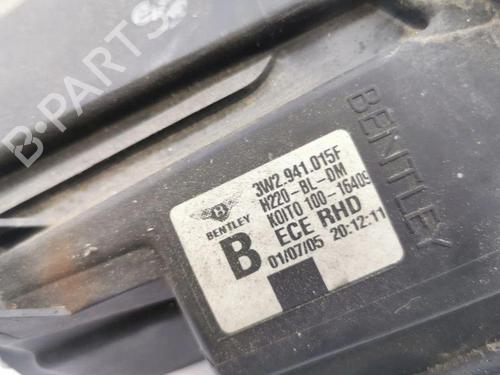 BENTLEY
3W2.941.015F
N220-BL-DM
KOITO 100-16409
BENTLEY
B
ECE RHD
01/07/05 20:12:11
B-PARTS